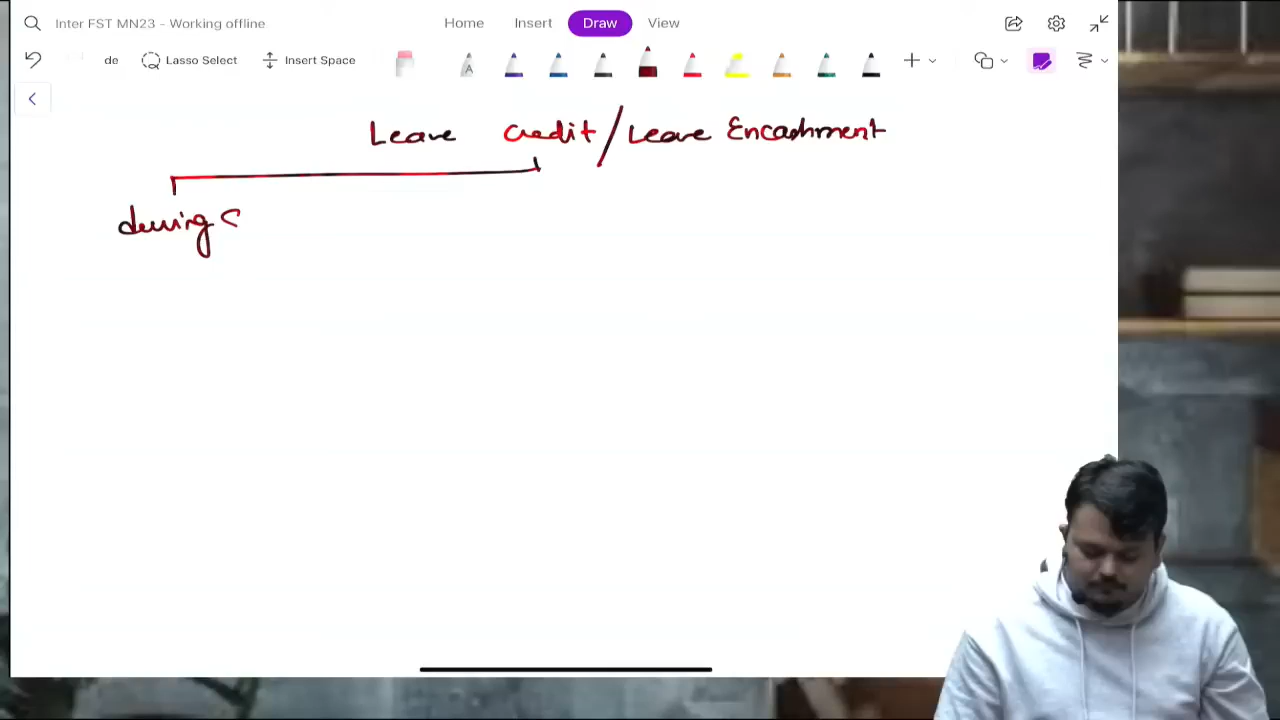 Inter FST MN23 - Working offline
Home Insert Draw View
de Lasso Select Insert Space
A
Leave Credit/Leave Encashment
during